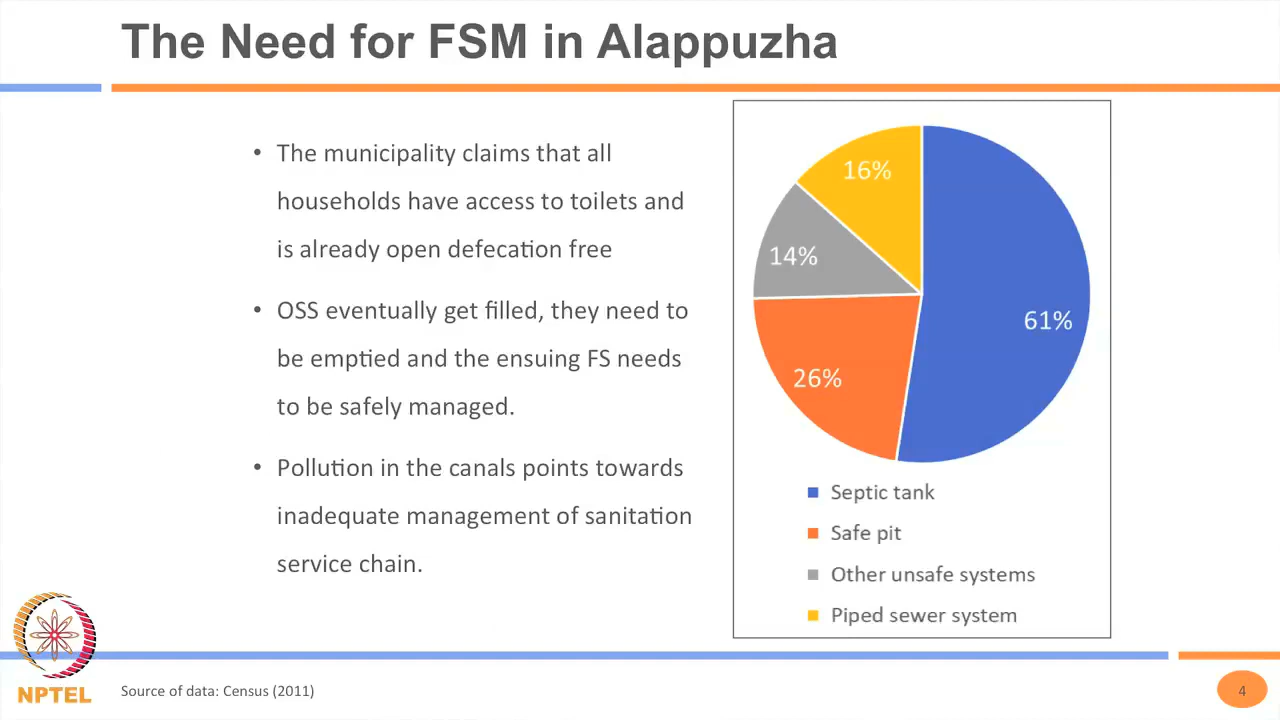 The Need for FSM in Alappuzha
• The municipality claims that all
households have access to toilets and
is already open defecation free
• OSS eventually get filled, they need to
be emptied and the ensuing FS needs
to be safely managed.
• Pollution in the canals points towards
inadequate management of sanitation
service chain.
16%
14%
61%
26%
Septic tank
Safe pit
Other unsafe systems
Piped sewer system
NPTEL
Source of data: Census (2011)
4